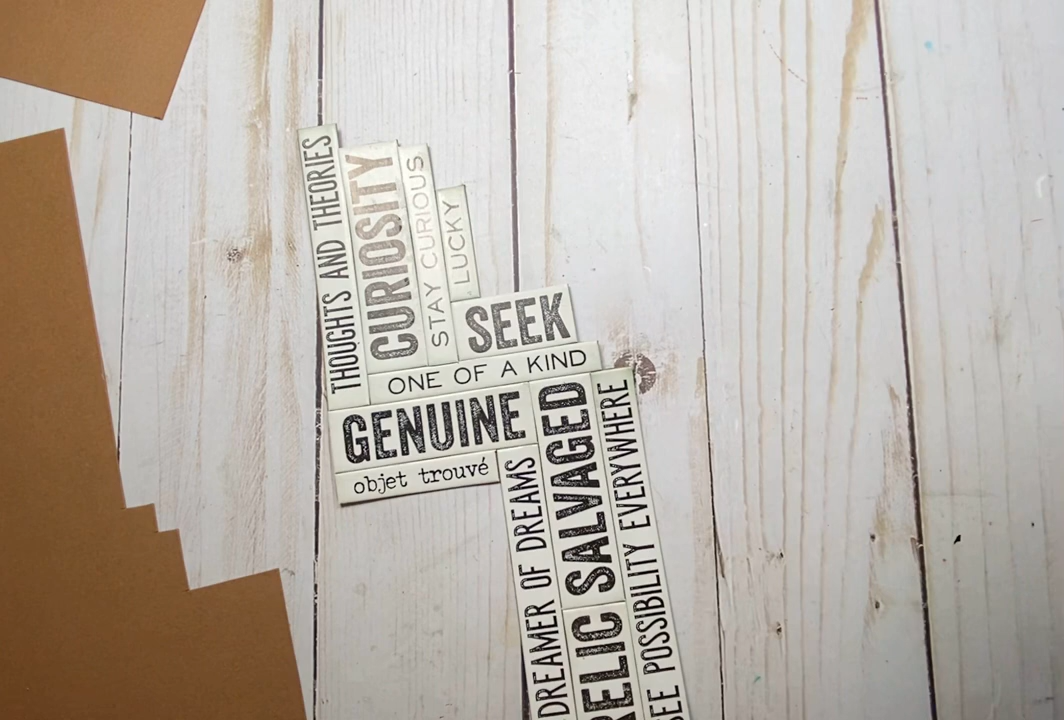 THOUGHTS AND THEORIES
CURIOSITY
STAY CURIOUS
LUCKY
SEEK
ONE OF A KIND
GENUINE
objet trouvé
DREAMER OF DREAMS
SALVAGED
RELIC
SEE POSSIBILITY EVERYWHERE